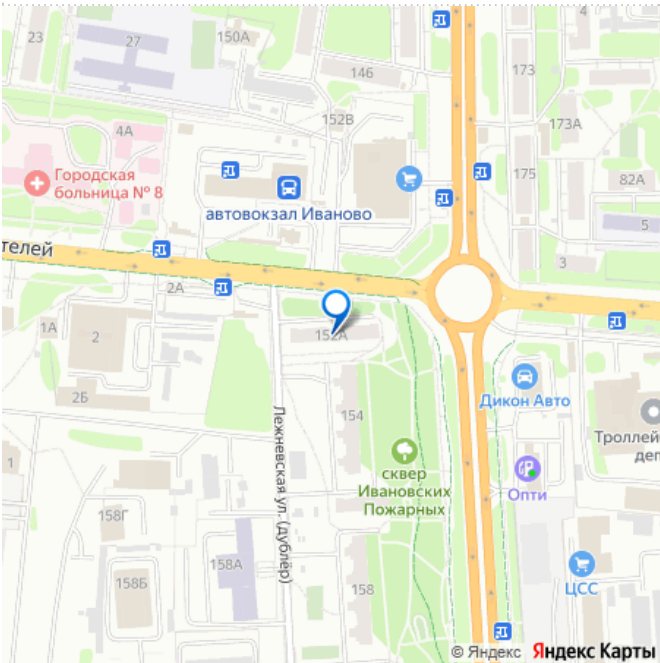 23
27
150А
146
173
152В
173А
4А
175
82А
Городская
больница № 8
автовокзал Иваново
5
3
телей
2А
1А
2
152А
2Б
Дикон Авто
154
Троллей
деп
сквер
Ивановских
Пожарных
Опти
1
Лежневская ул. (дублёр)
158Г
158А
158Б
158
ЦСС
© Яндекс Яндекс Карты